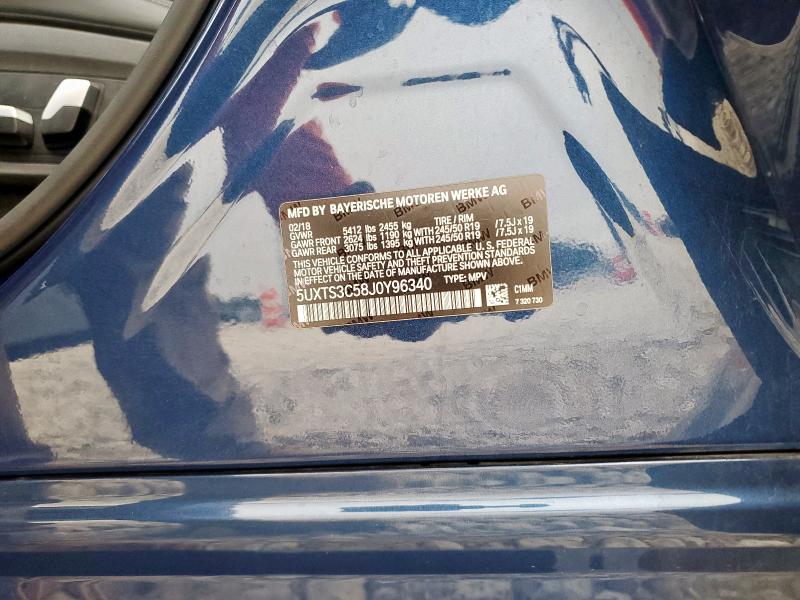 MFD BY BAYERISCHE MOTOREN WERKE AG
02/18 TIRE/RIM
GVWR 5412 lbs 2455 kg
GAWR FRONT 2624 lbs 1190 kg WITH 245/50 R19 /7.5J x 19
GAWR REAR 3075 lbs 1395 kg WITH 245/50 R19 /7.5J x 19
THIS VEHICLE CONFORMS TO ALL APPLICABLE U.S. FEDERAL
MOTOR VEHICLE SAFETY AND THEFT PREVENTION STANDARDS
IN EFFECT ON THE DATE OF MANUFACTURE SHOWN ABOVE.
5UXTS3C58J0Y96340 TYPE: MPV
C1MM
7 320 730